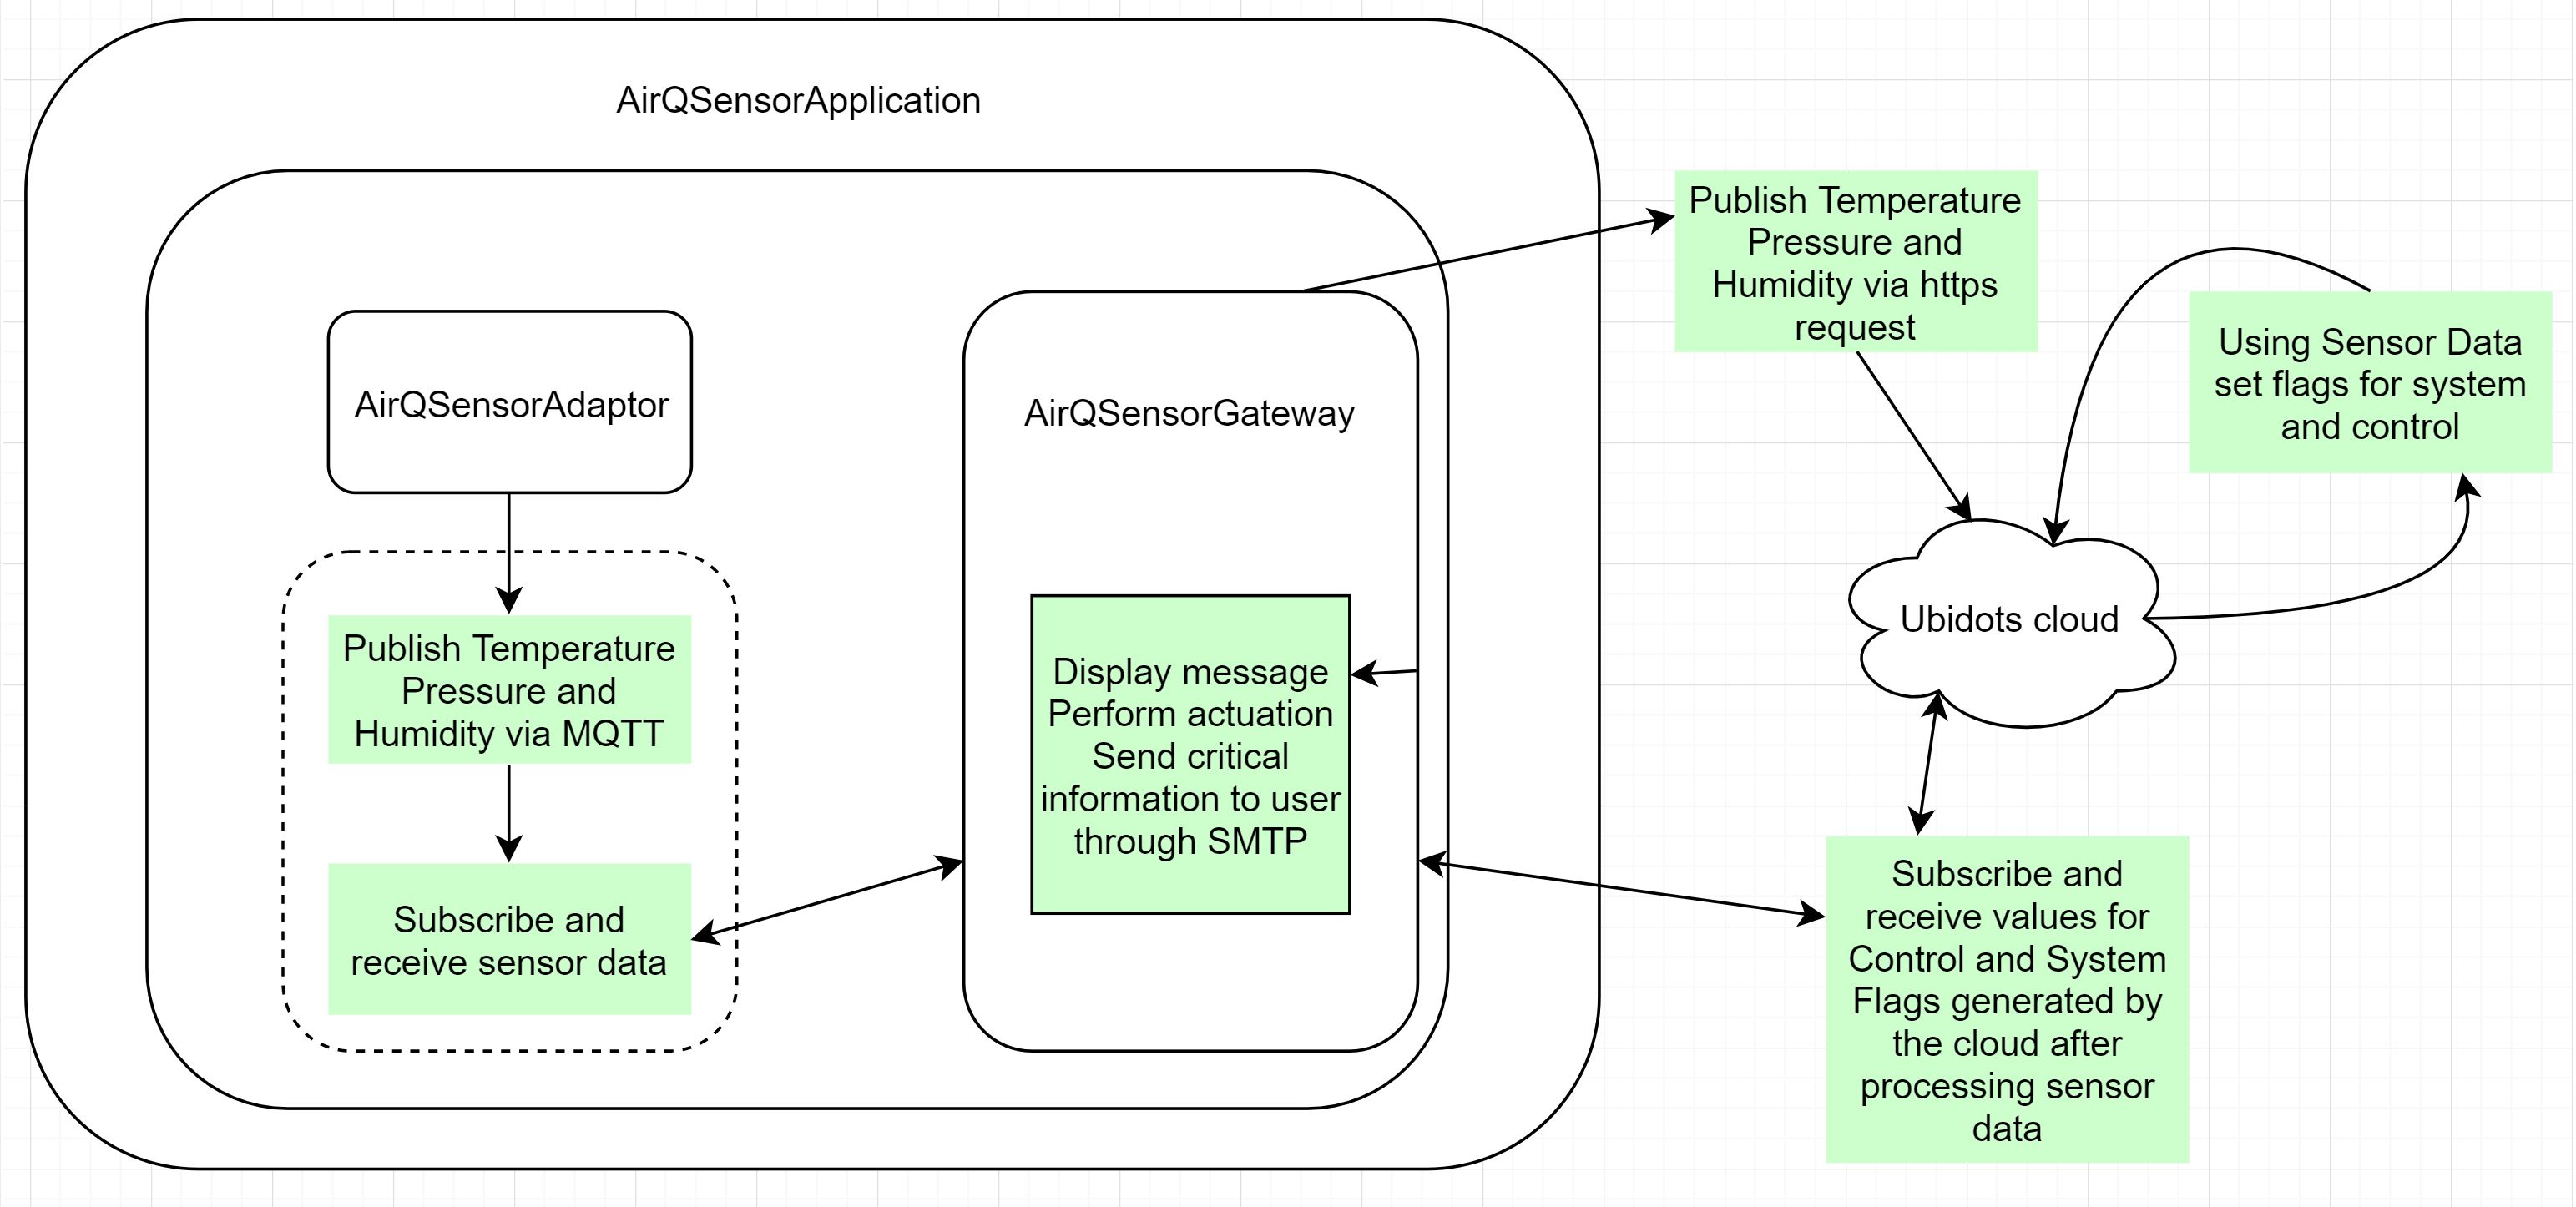 AirQSensorApplication
AirQSensorAdaptor
Publish Temperature
Pressure and
Humidity via MQTT
Subscribe and
receive sensor data
AirQSensorGateway
Display message
Perform actuation
Send critical
information to user
through SMTP
Publish Temperature
Pressure and
Humidity via https
request
Using Sensor Data
set flags for system
and control
Ubidots cloud
Subscribe and
receive values for
Control and System
Flags generated by
the cloud after
processing sensor
data